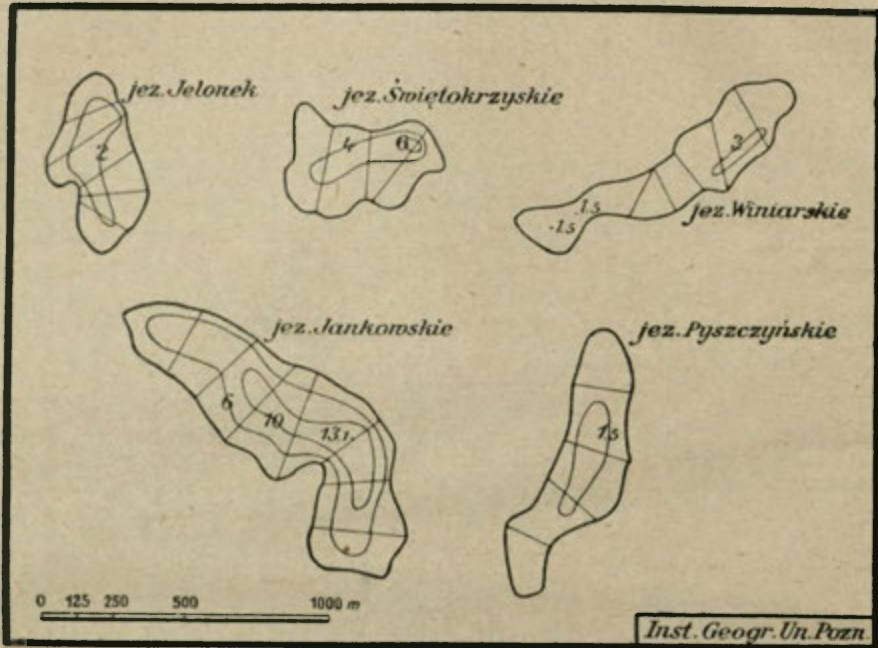 jez. Jelonek
2
jez. Świętokrzyskie
4 6
3
1.5
-1.5
jez. Winiarskie
jez. Jankowskie
6 10 13.1.
jez. Pyszczyńskie
1.5
0 125 250 500 1000 m
Inst. Geogr. Un. Pozn.